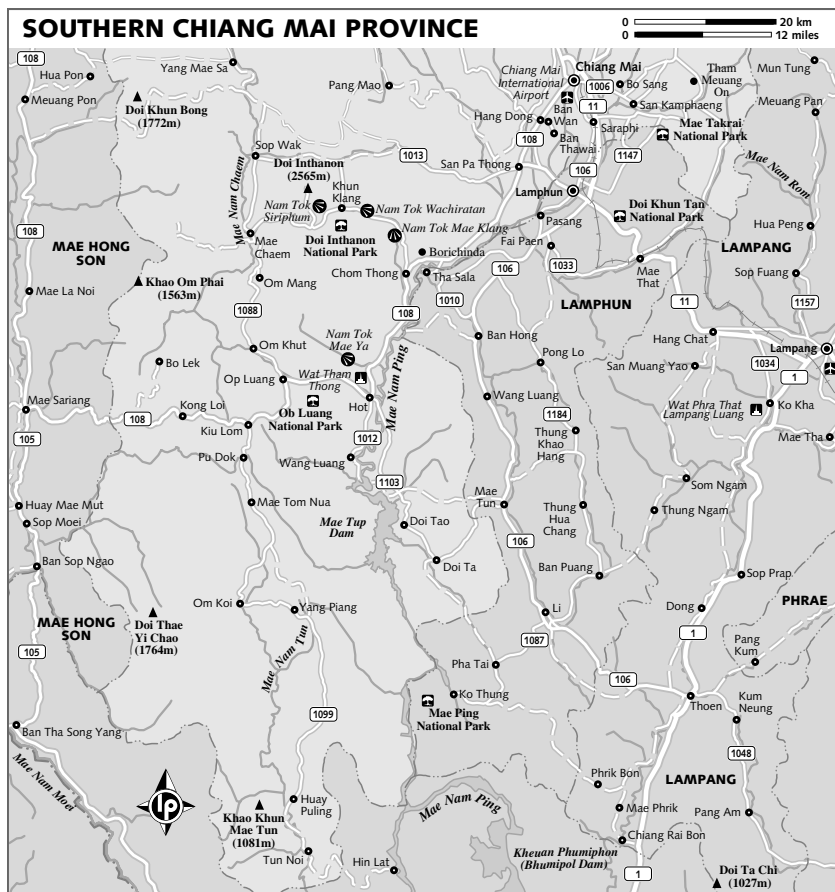 SOUTHERN CHIANG MAI PROVINCE
0 20 km
0 12 miles
108
Hua Pon
Yang Mae Sa
Pang Mao
Chiang Mai
International
Airport
Chiang Mai
1006
Bo Sang
Tham
Meuang
On
Mun Tung
Meuang Pon
Doi Khun Bong
(1772m)
Hang Dong
Ban
Wan
11
San Kamphaeng
Meuang Pan
Saraphi
Mae Takrai
National Park
Ban
Thawai
108
Sop Wak
1013
106
1147
Doi Inthanon
(2565m)
San Pa Thong
Mae Nam Rom
Mae Nam Chaem
Khun
Klang
Lamphun
Nam Tok
Siriphum
Nam Tok Wachiratan
Doi Khun Tan
National Park
Pasang
Hua Peng
108
Mae
Chaem
Doi Inthanon
National Park
Nam Tok Mae Klang
Fai Paen
MAE HONG
SON
Borichinda
106
1033
LAMPANG
Mae
That
Khao Om Phai
(1563m)
Om Mang
Chom Thong
Tha Sala
Sop Fuang
Mae La Noi
1010
LAMPHUN
11
1157
1088
108
Ban Hong
Hang Chat
Om Khut
Nam Tok
Mae Ya
Lampang
Bo Lek
Pong Lo
San Muang Yao
1034
1
Op Luang
Wat Tham
Thong
Mae Nam Ping
Mae Sariang
Ob Luang
National Park
Hot
Wang Luang
Wat Phra That
Lampang Luang
Ko Kha
108
Kong Loi
1184
Kiu Lom
105
1012
Thung
Khao
Hang
Mae Tha
Pu Dok
Wang Luang
1103
Som Ngam
Huay Mae Mut
Mae Tom Nua
Mae
Tun
Thung
Hua
Chang
Thung Ngam
Sop Moei
Mae Tup
Dam
Doi Tao
106
Ban Sop Ngao
Doi Ta
Ban Puang
Sop Prap
MAE HONG
SON
Doi Thae
Yi Chao
(1764m)
Om Koi
Yang Piang
Li
Dong
PHRAE
105
Mae Nam Tun
1087
1
Pang
Kum
Pha Tai
106
Ko Thung
Thoen
Kum
Neung
1099
Mae Ping
National Park
Ban Tha Song Yang
1048
Mae Nam Moei
Phrik Bon
LAMPANG
lp
Khao Khun
Mae Tun
(1081m)
Huay
Puling
Mae Nam Ping
Mae Phrik
Pang Am
Chiang Rai Bon
Tun Noi
Hin Lat
Kheuan Phumiphon
(Bhumipol Dam)
1
Doi Ta Chi
(1027m)